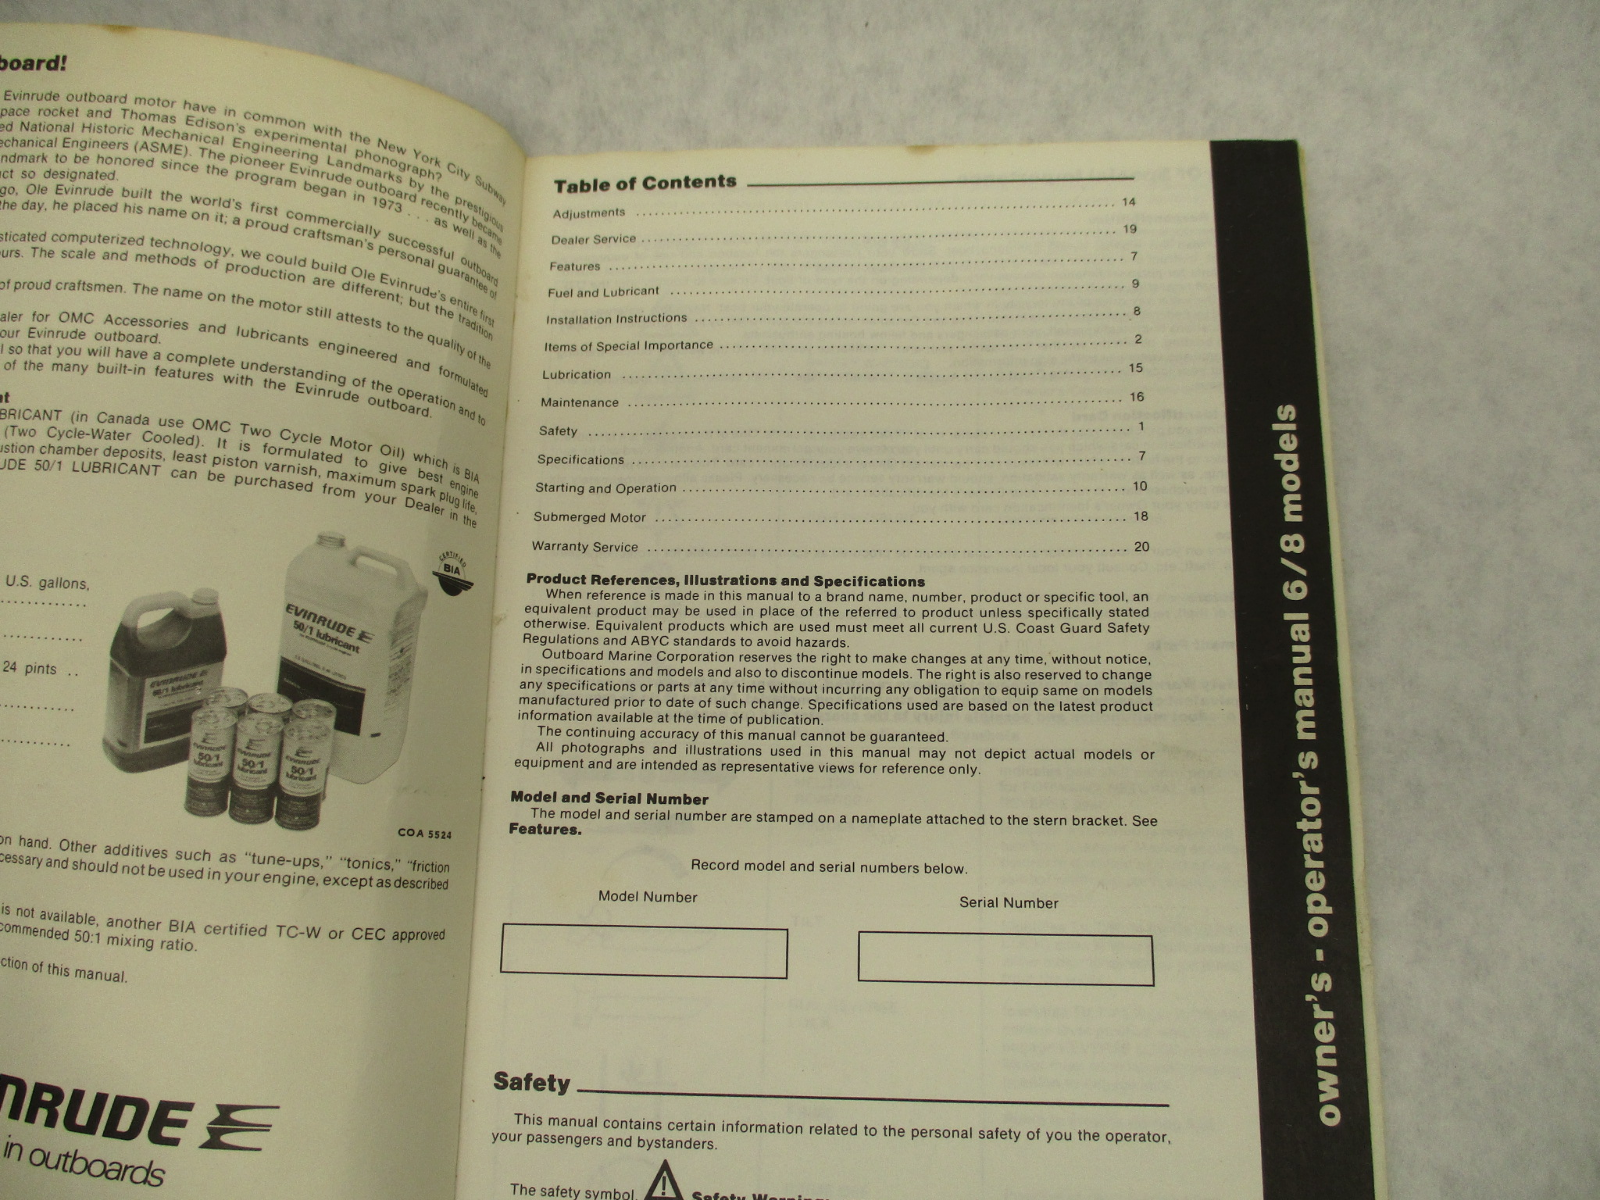 board!
Evinrude outboard motor have in common with the New York City Subway
pace rocket and Thomas Edison's experimental phonograph?
ed National Historic Mechanical Engineering Landmarks by the prestigious
echanical Engineers (ASME). The pioneer Evinrude outboard recently became
ndmark to be honored since the program began in 1973 . . . as well as the
ct so designated.
go, Ole Evinrude built the world's first commercially successful outboard
the day, he placed his name on it; a proud craftsman's personal guarantee of
sticated computerized technology, we could build Ole Evinrude's entire first
urs. The scale and methods of production are different; but the tradition
of proud craftsmen. The name on the motor still attests to the quality of the
aler for OMC Accessories and lubricants engineered and formulated
our Evinrude outboard.
l so that you will have a complete understanding of the operation and to
of the many built-in features with the Evinrude outboard.
nt
BRICANT (in Canada use OMC Two Cycle Motor Oil) which is BIA
(Two Cycle-Water Cooled). It is formulated to give best engine
ustion chamber deposits, least piston varnish, maximum spark plug life,
UDE 50/1 LUBRICANT can be purchased from your Dealer in the
U.S. gallons,
24 pints ..
CERTIFIED
BIA
EVINRUDE
50/1 lubricant
EVINRUDE
50/1 lubricant
50/1
lubricant
EVINRUDE
50/1
lubricant
EVINRUDE
50/1
lubricant
COA 5524
on hand. Other additives such as "tune-ups," "tonics," "friction
cessary and should not be used in your engine, except as described
is not available, another BIA certified TC-W or CEC approved
commended 50:1 mixing ratio.
ction of this manual.
NRUDE
in outboards
Table of Contents
Adjustments ........ 14
Dealer Service ........ 19
Features ........ 7
Fuel and Lubricant ........ 9
Installation Instructions ........ 8
Items of Special Importance ........ 2
Lubrication ........ 15
Maintenance ........ 16
Safety ........ 1
Specifications ........ 7
Starting and Operation ........ 10
Submerged Motor ........ 18
Warranty Service ........ 20
Product References, Illustrations and Specifications
When reference is made in this manual to a brand name, number, product or specific tool, an
equivalent product may be used in place of the referred to product unless specifically stated
otherwise. Equivalent products which are used must meet all current U.S. Coast Guard Safety
Regulations and ABYC standards to avoid hazards.
Outboard Marine Corporation reserves the right to make changes at any time, without notice,
in specifications and models and also to discontinue models. The right is also reserved to change
any specifications or parts at any time without incurring any obligation to equip same on models
manufactured prior to date of such change. Specifications used are based on the latest product
information available at the time of publication.
The continuing accuracy of this manual cannot be guaranteed.
All photographs and illustrations used in this manual may not depict actual models or
equipment and are intended as representative views for reference only.
Model and Serial Number
The model and serial number are stamped on a nameplate attached to the stern bracket. See
Features.
Record model and serial numbers below.
Model Number Serial Number
Safety
This manual contains certain information related to the personal safety of you the operator,
your passengers and bystanders.
The safety symbol, ! Safety Warning:
owner's - operator's manual 6/8 models